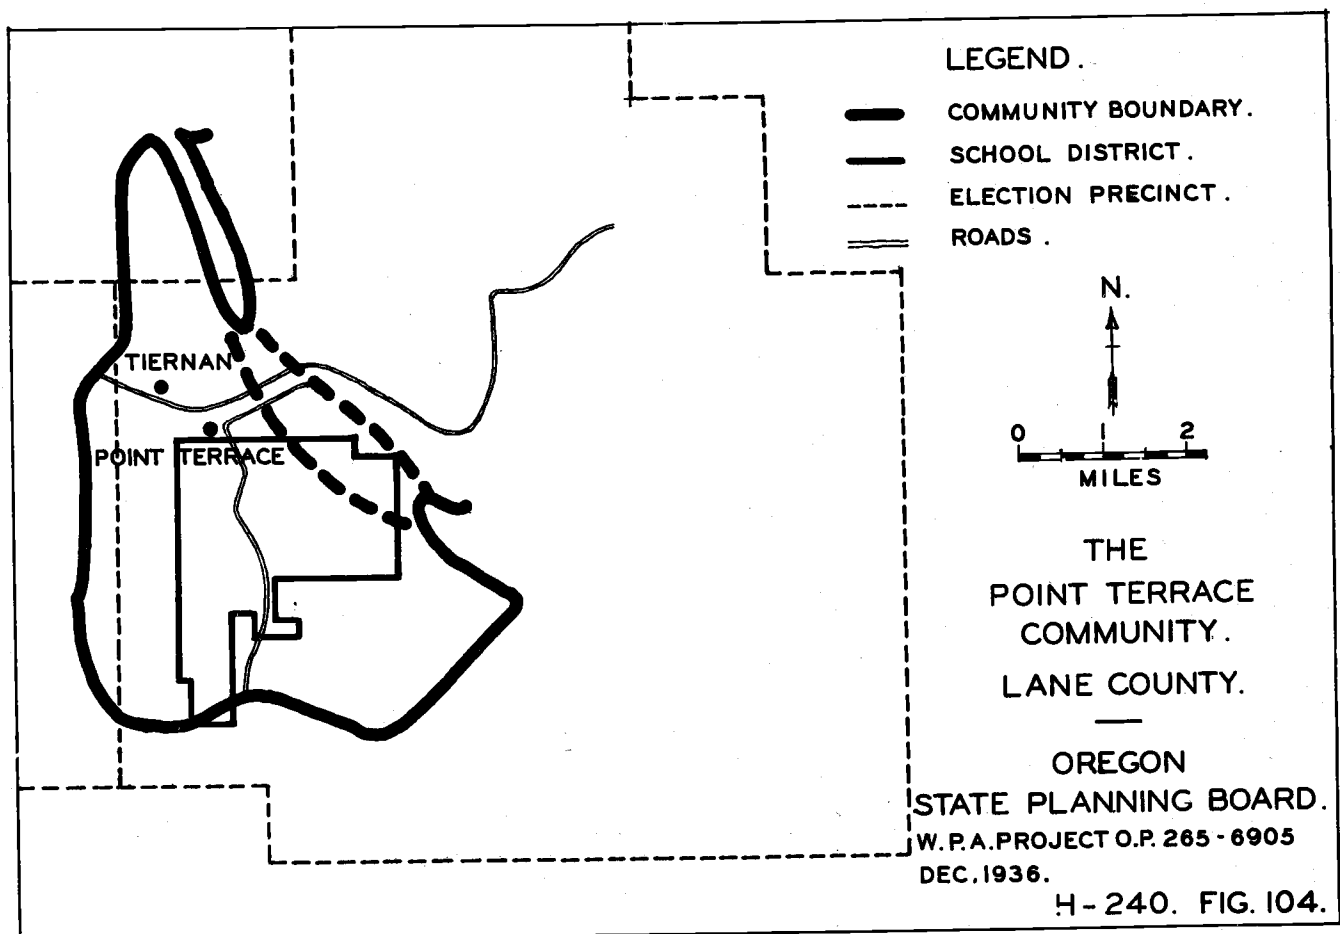 LEGEND.
COMMUNITY BOUNDARY.
SCHOOL DISTRICT.
ELECTION PRECINCT.
ROADS.
N.
0 1 2
MILES
TIERNAN
POINT TERRACE
THE
POINT TERRACE
COMMUNITY.
LANE COUNTY.
OREGON
STATE PLANNING BOARD.
W.P.A. PROJECT O.P. 265-6905
DEC, 1936.
H-240. FIG. 104.